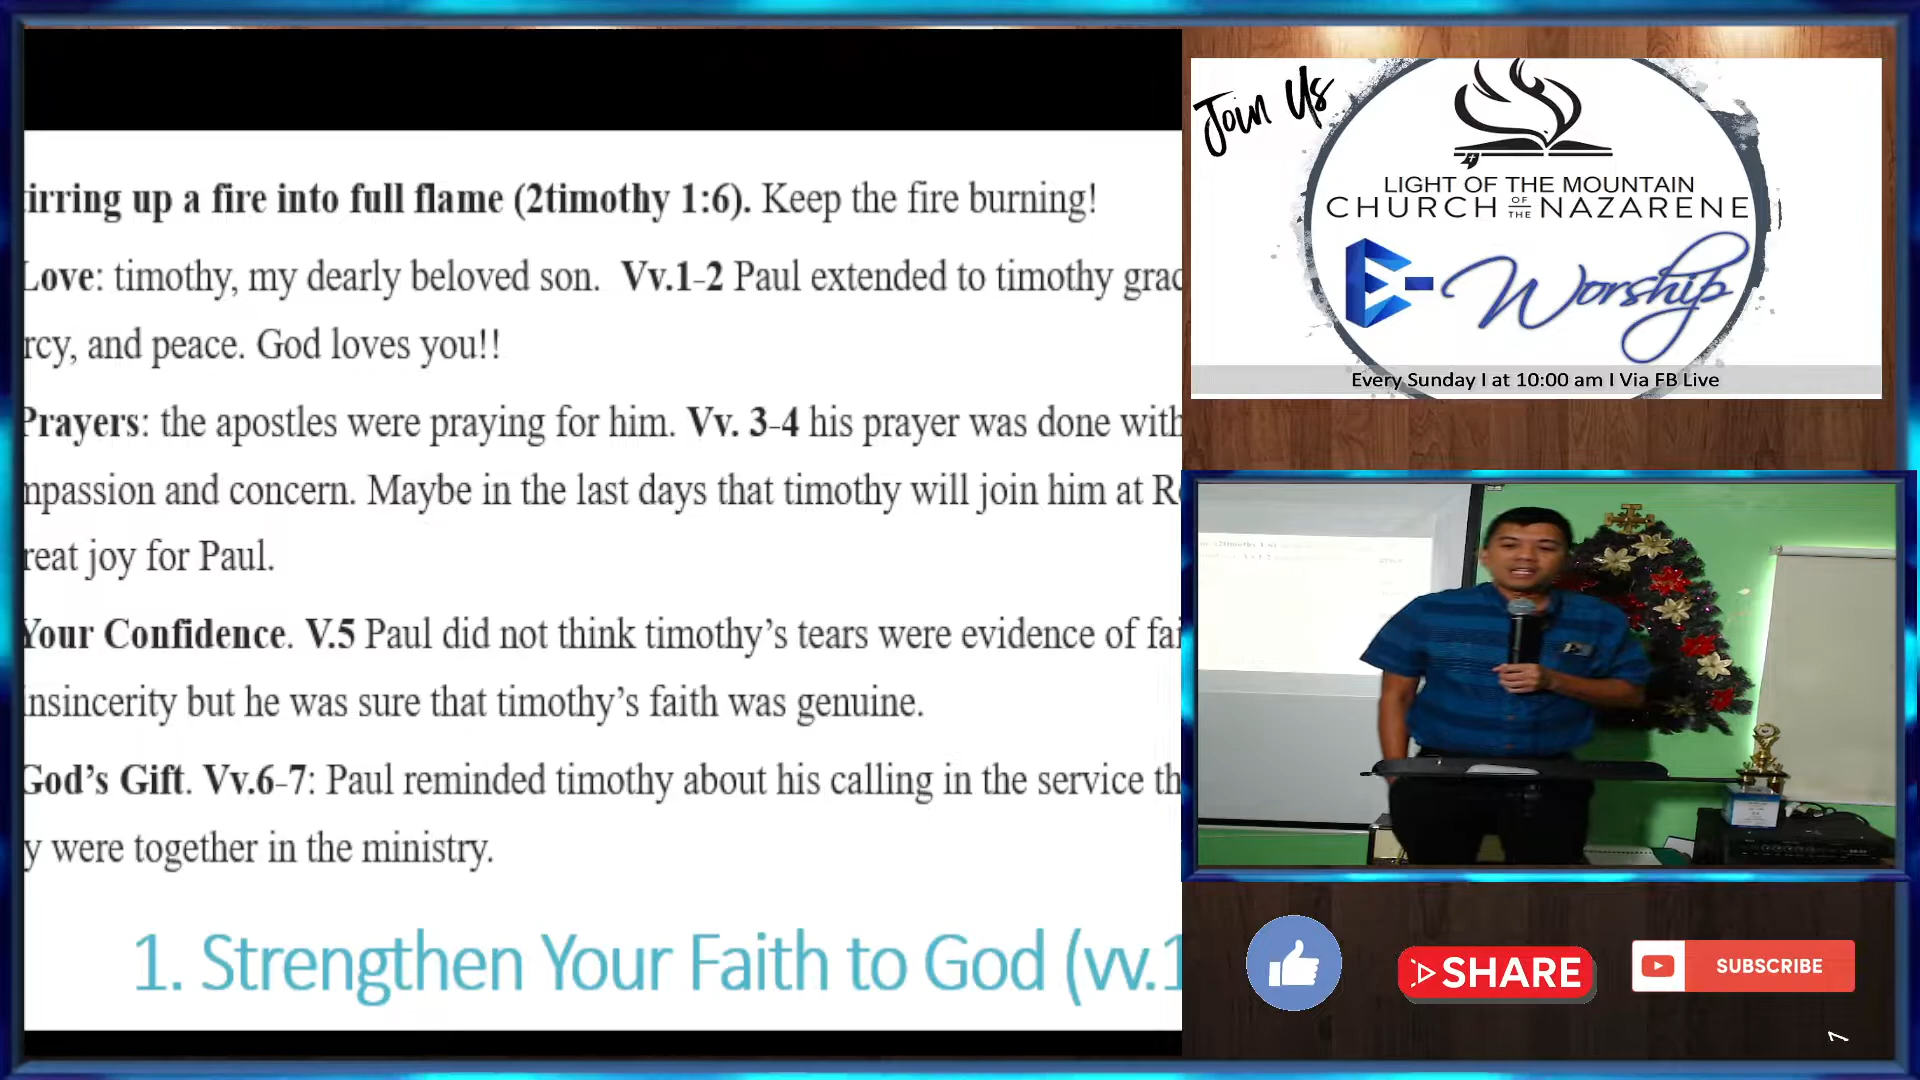 tirring up a fire into full flame (2timothy 1:6). Keep the fire burning!
Love: timothy, my dearly beloved son. Vv.1-2 Paul extended to timothy grac
rcy, and peace. God loves you!!
Prayers: the apostles were praying for him. Vv. 3-4 his prayer was done with
mpassion and concern. Maybe in the last days that timothy will join him at R
reat joy for Paul.
Your Confidence. V.5 Paul did not think timothy's tears were evidence of fai
insincerity but he was sure that timothy's faith was genuine.
God's Gift. Vv.6-7: Paul reminded timothy about his calling in the service th
y were together in the ministry.
1. Strengthen Your Faith to God (vv.1
Join Us
LIGHT OF THE MOUNTAIN
CHURCH OF THE NAZARENE
E-Worship
Every Sunday I at 10:00 am I Via FB Live
SHARE
SUBSCRIBE